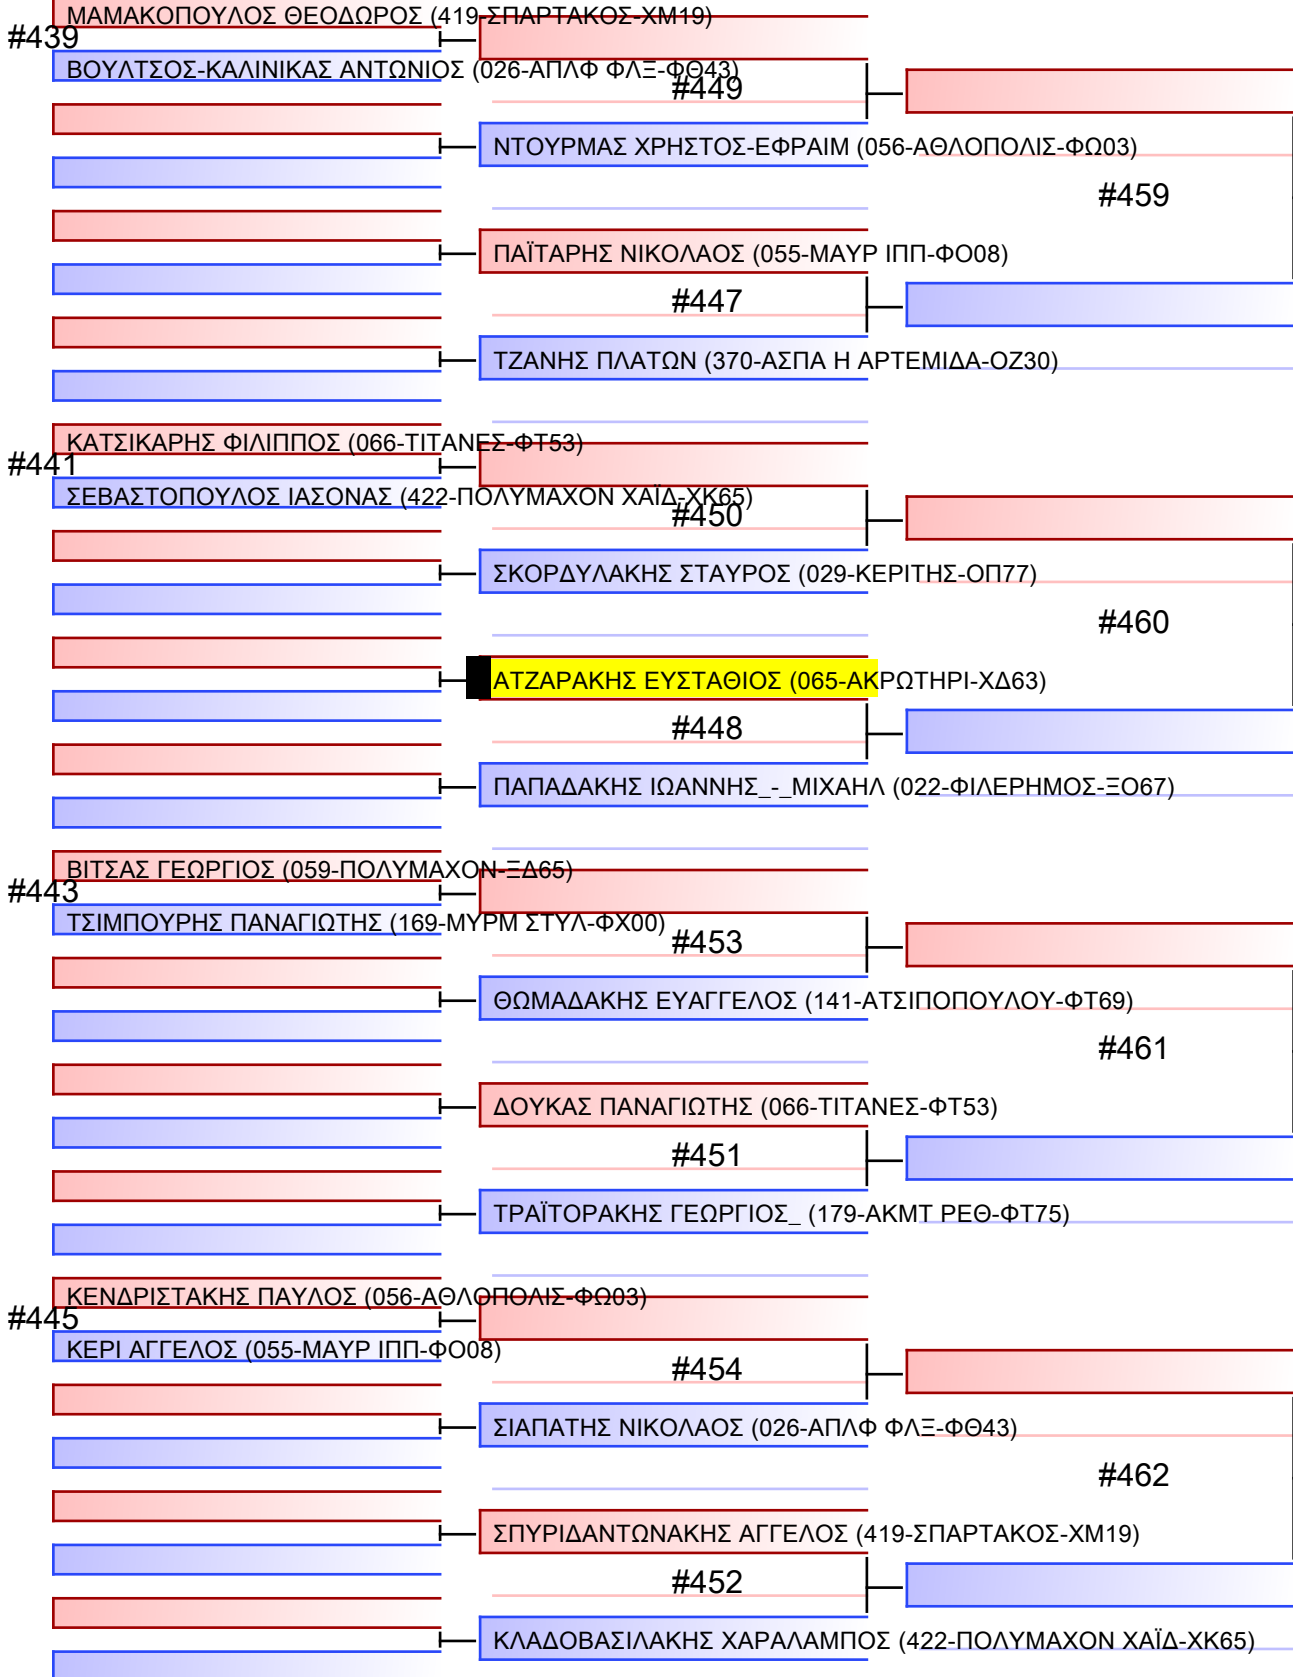 ΜΑΜΑΚΟΠΟΥΛΟΣ ΘΕΟΔΩΡΟΣ (419-ΣΠΑΡΤΑΚΟΣ-ΧΜ19)
#439
ΒΟΥΛΤΣΟΣ-ΚΑΛΙΝΙΚΑΣ ΑΝΤΩΝΙΟΣ (026-ΑΠΛΦ ΦΛΞ-ΦΘ43)
#449
ΝΤΟΥΡΜΑΣ ΧΡΗΣΤΟΣ-ΕΦΡΑΙΜ (056-ΑΘΛΟΠΟΛΙΣ-ΦΩ03)
#459
ΠΑΪΤΑΡΗΣ ΝΙΚΟΛΑΟΣ (055-ΜΑΥΡ ΙΠΠ-ΦΟ08)
#447
ΤΖΑΝΗΣ ΠΛΑΤΩΝ (370-ΑΣΠΑ Η ΑΡΤΕΜΙΔΑ-ΟΖ30)
ΚΑΤΣΙΚΑΡΗΣ ΦΙΛΙΠΠΟΣ (066-ΤΙΤΑΝΕΣ-ΦΤ53)
#441
ΣΕΒΑΣΤΟΠΟΥΛΟΣ ΙΑΣΟΝΑΣ (422-ΠΟΛΥΜΑΧΟΝ ΧΑΪΔ-ΧΚ65)
#450
ΣΚΟΡΔΥΛΑΚΗΣ ΣΤΑΥΡΟΣ (029-ΚΕΡΙΤΗΣ-ΟΠ77)
#460
ΑΤΖΑΡΑΚΗΣ ΕΥΣΤΑΘΙΟΣ (065-ΑΚΡΩΤΗΡΙ-ΧΔ63)
#448
ΠΑΠΑΔΑΚΗΣ ΙΩΑΝΝΗΣ_-_ΜΙΧΑΗΛ (022-ΦΙΛΕΡΗΜΟΣ-ΞΟ67)
ΒΙΤΣΑΣ ΓΕΩΡΓΙΟΣ (059-ΠΟΛΥΜΑΧΟΝ-ΞΔ65)
#443
ΤΣΙΜΠΟΥΡΗΣ ΠΑΝΑΓΙΩΤΗΣ (169-ΜΥΡΜ ΣΤΥΛ-ΦΧ00)
#453
ΘΩΜΑΔΑΚΗΣ ΕΥΑΓΓΕΛΟΣ (141-ΑΤΣΙΠΟΠΟΥΛΟΥ-ΦΤ69)
#461
ΔΟΥΚΑΣ ΠΑΝΑΓΙΩΤΗΣ (066-ΤΙΤΑΝΕΣ-ΦΤ53)
#451
ΤΡΑΪΤΟΡΑΚΗΣ ΓΕΩΡΓΙΟΣ_ (179-ΑΚΜΤ ΡΕΘ-ΦΤ75)
ΚΕΝΔΡΙΣΤΑΚΗΣ ΠΑΥΛΟΣ (056-ΑΘΛΟΠΟΛΙΣ-ΦΩ03)
#445
ΚΕΡΙ ΑΓΓΕΛΟΣ (055-ΜΑΥΡ ΙΠΠ-ΦΟ08)
#454
ΣΙΑΠΑΤΗΣ ΝΙΚΟΛΑΟΣ (026-ΑΠΛΦ ΦΛΞ-ΦΘ43)
#462
ΣΠΥΡΙΔΑΝΤΩΝΑΚΗΣ ΑΓΓΕΛΟΣ (419-ΣΠΑΡΤΑΚΟΣ-ΧΜ19)
#452
ΚΛΑΔΟΒΑΣΙΛΑΚΗΣ ΧΑΡΑΛΑΜΠΟΣ (422-ΠΟΛΥΜΑΧΟΝ ΧΑΪΔ-ΧΚ65)